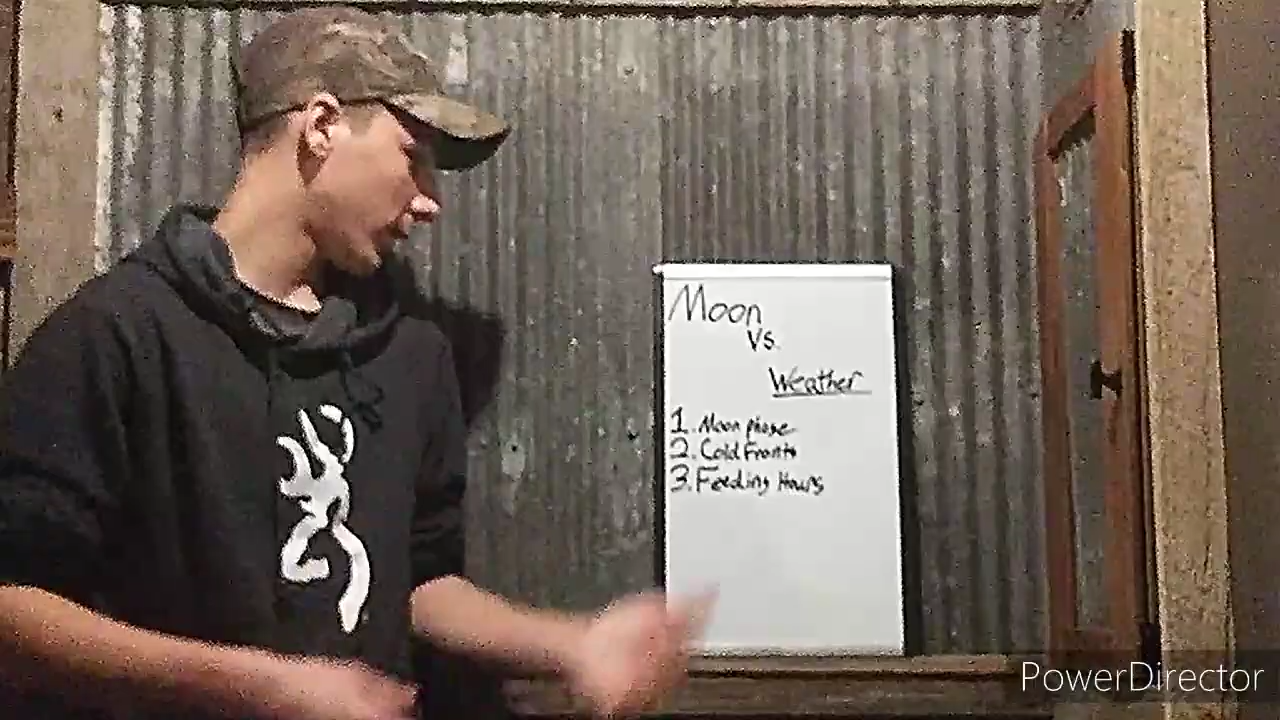 Moon
vs.
Weather
1. Moon phase
2. Cold Fronts
3. Feeding Hours
PowerDirector